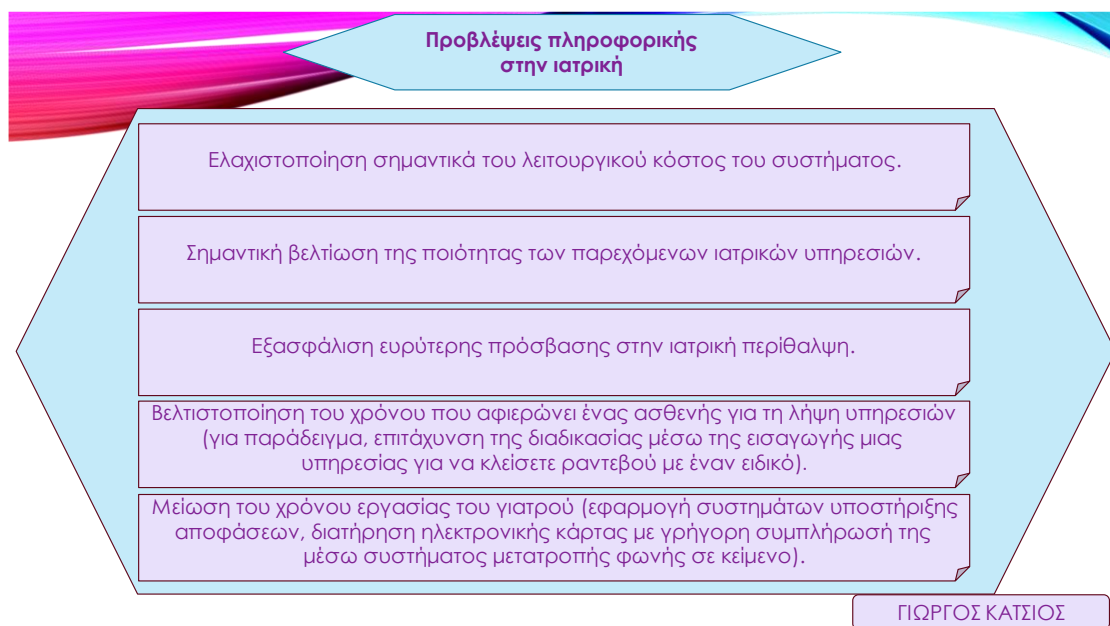 Προβλέψεις πληροφορικής
στην ιατρική
Ελαχιστοποίηση σημαντικά του λειτουργικού κόστος του συστήματος.
Σημαντική βελτίωση της ποιότητας των παρεχόμενων ιατρικών υπηρεσιών.
Εξασφάλιση ευρύτερης πρόσβασης στην ιατρική περίθαλψη.
Βελτιστοποίηση του χρόνου που αφιερώνει ένας ασθενής για τη λήψη υπηρεσιών
(για παράδειγμα, επιτάχυνση της διαδικασίας μέσω της εισαγωγής μιας
υπηρεσίας για να κλείσετε ραντεβού με έναν ειδικό).
Μείωση του χρόνου εργασίας του γιατρού (εφαρμογή συστημάτων υποστήριξης
αποφάσεων, διατήρηση ηλεκτρονικής κάρτας με γρήγορη συμπλήρωσή της
μέσω συστήματος μετατροπής φωνής σε κείμενο).
ΓΙΩΡΓΟΣ ΚΑΤΣΙΟΣ